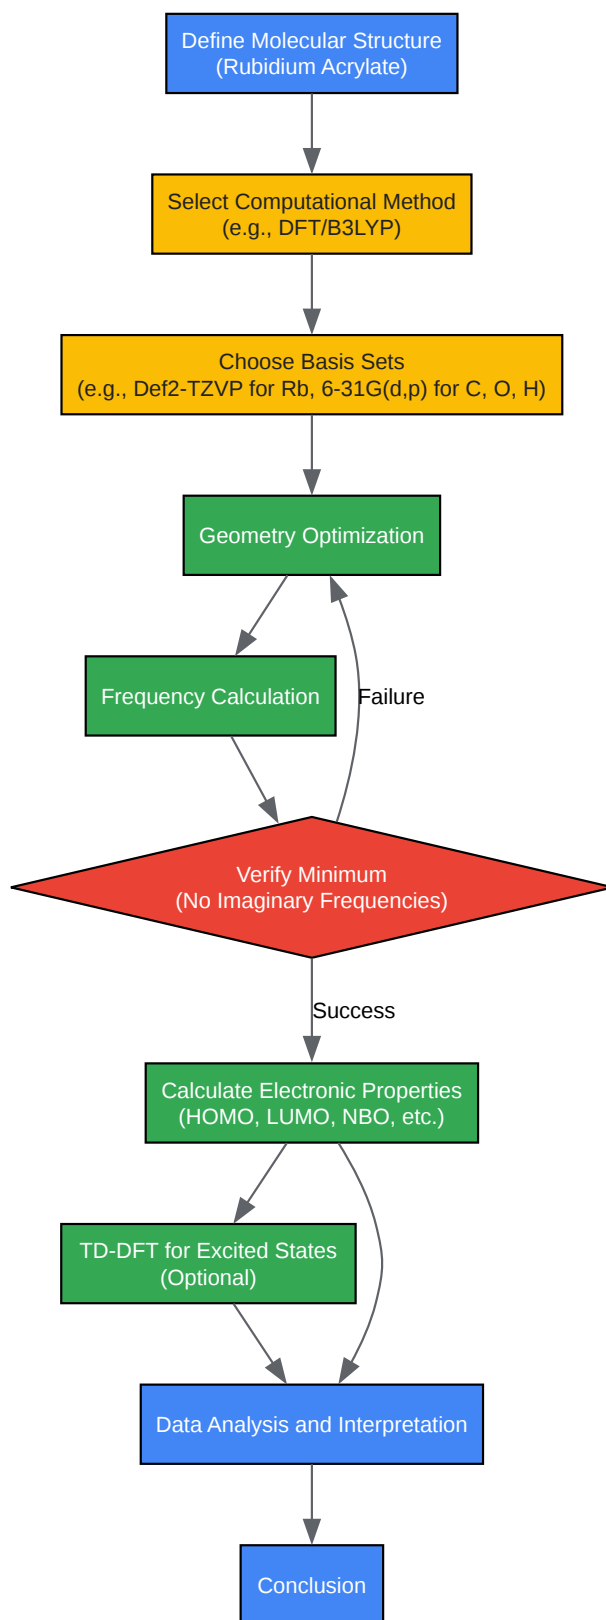 Define Molecular Structure
(Rubidium Acrylate)
Select Computational Method
(e.g., DFT/B3LYP)
Choose Basis Sets
(e.g., Def2-TZVP for Rb, 6-31G(d,p) for C, O, H)
Geometry Optimization
Frequency Calculation
Failure
Verify Minimum
(No Imaginary Frequencies)
Success
Calculate Electronic Properties
(HOMO, LUMO, NBO, etc.)
TD-DFT for Excited States
(Optional)
Data Analysis and Interpretation
Conclusion